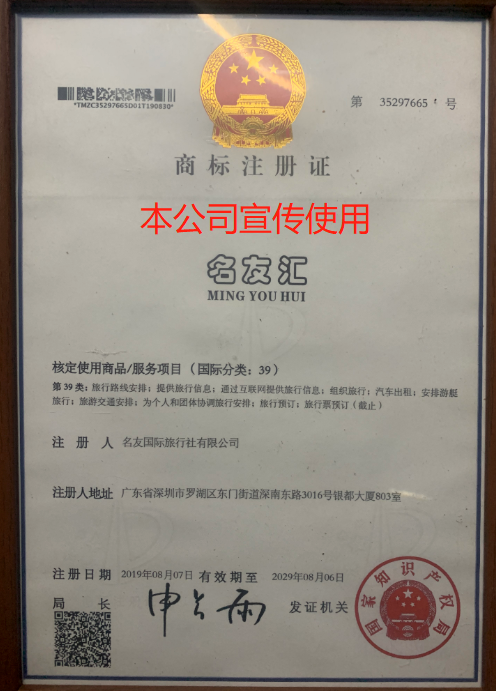 第 35297665 号
*TMZC35297665D01T190830*
商标注册证
本公司宣传使用
名友汇
MING YOU HUI
核定使用商品/服务项目（国际分类：39）
第39类：旅行路线安排；提供旅行信息；通过互联网提供旅行信息；组织旅行；汽车出租；安排游艇
旅行；旅游交通安排；为个人和团体协调旅行安排；旅行预订；旅行票预订（截止）
注 册 人 名友国际旅行社有限公司
注册人地址 广东省深圳市罗湖区东门街道深南东路3016号银都大厦803室
注册日期 2019年08月07日 有效期至 2029年08月06日
局 长 申长雨 发证机关
国家知识产权局